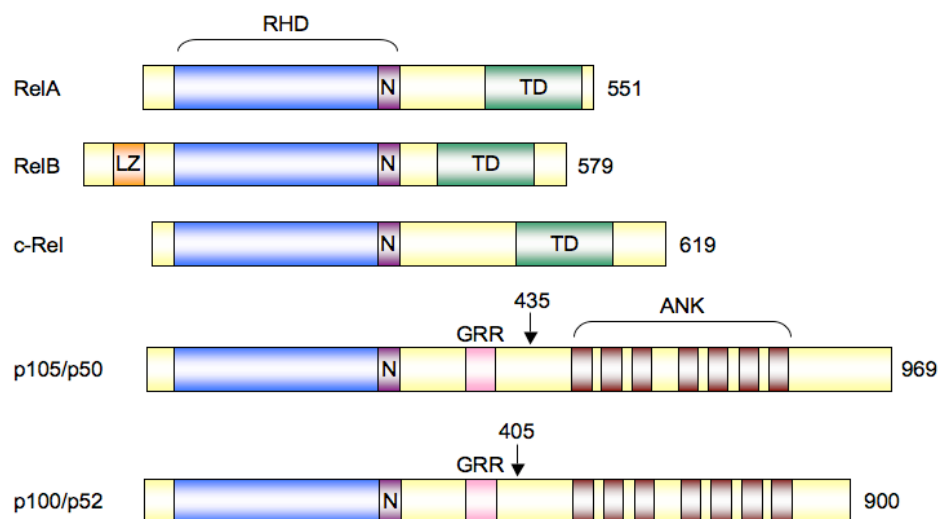 RHD
RelA N TD 551
RelB LZ N TD 579
c-Rel N TD 619
435 ANK
GRR
p105/p50 N 969
405
GRR
p100/p52 N 900